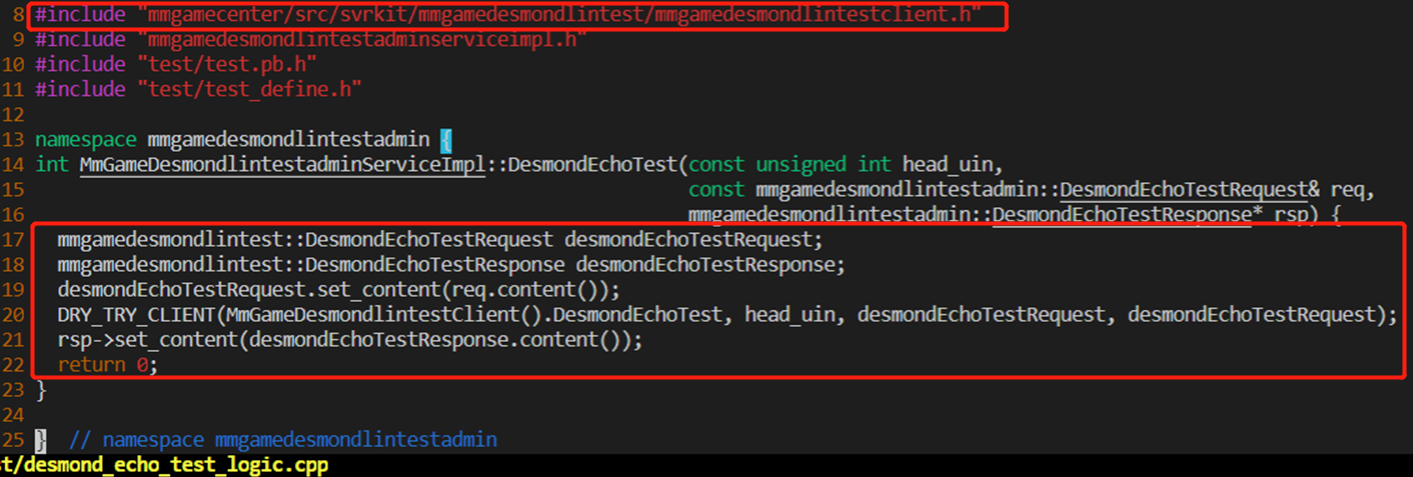 8 #include "mmgamecenter/src/svrkit/mmgamedesmondlintest/mmgamedesmondlintestclient.h"
9 #include "mmgamedesmondlintestadminserviceimpl.h"
10 #include "test/test.pb.h"
11 #include "test/test_define.h"
12
13 namespace mmgamedesmondlintestadmin {
14 int MmGameDesmondlintestadminServiceImpl::DesmondEchoTest(const unsigned int head_uin,
15 const mmgamedesmondlintestadmin::DesmondEchoTestRequest& req,
16 mmgamedesmondlintestadmin::DesmondEchoTestResponse* rsp) {
17 mmgamedesmondlintest::DesmondEchoTestRequest desmondEchoTestRequest;
18 mmgamedesmondlintest::DesmondEchoTestResponse desmondEchoTestResponse;
19 desmondEchoTestRequest.set_content(req.content());
20 DRY_TRY_CLIENT(MmGameDesmondlintestClient().DesmondEchoTest, head_uin, desmondEchoTestRequest, desmondEchoTestRequest);
21 rsp->set_content(desmondEchoTestResponse.content());
22 return 0;
23 }
24
25 } // namespace mmgamedesmondlintestadmin
st/desmond_echo_test_logic.cpp